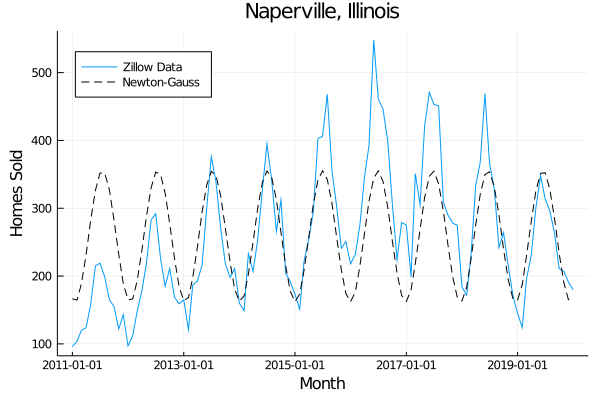 Naperville, Illinois
Zillow Data
Newton-Gauss
500
400
300
200
100
Homes Sold
2011-01-01 2013-01-01 2015-01-01 2017-01-01 2019-01-01
Month